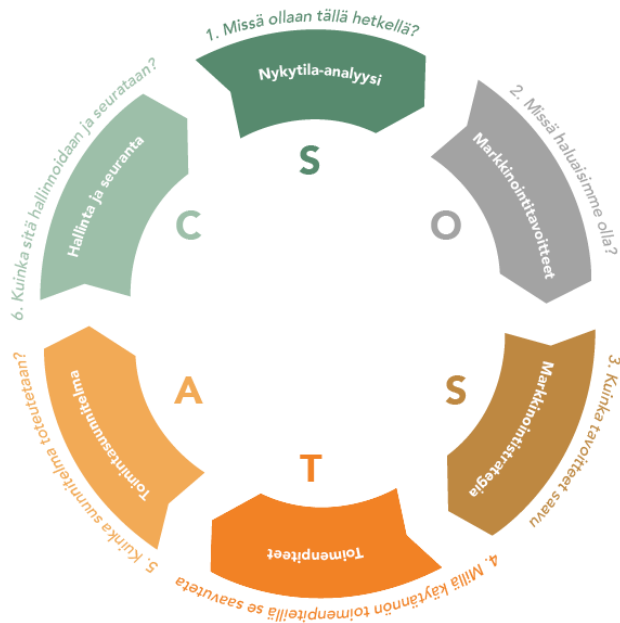 1. Missä ollaan tällä hetkellä?
Nykytila-analyysi
S
2. Missä haluaisimme olla?
Markkinointitavoitteet
O
3. Kuinka tavoitteet saavu
Markkinointistrategia
S
4. Millä käytännön toimenpiteillä se saavuteta
Toimenpiteet
T
5. Kuinka suunnitelma toteutetaan?
Toimintasuunnitelma
A
6. Kuinka sitä hallinnoidaan ja seurataan?
Hallinta ja seuranta
C